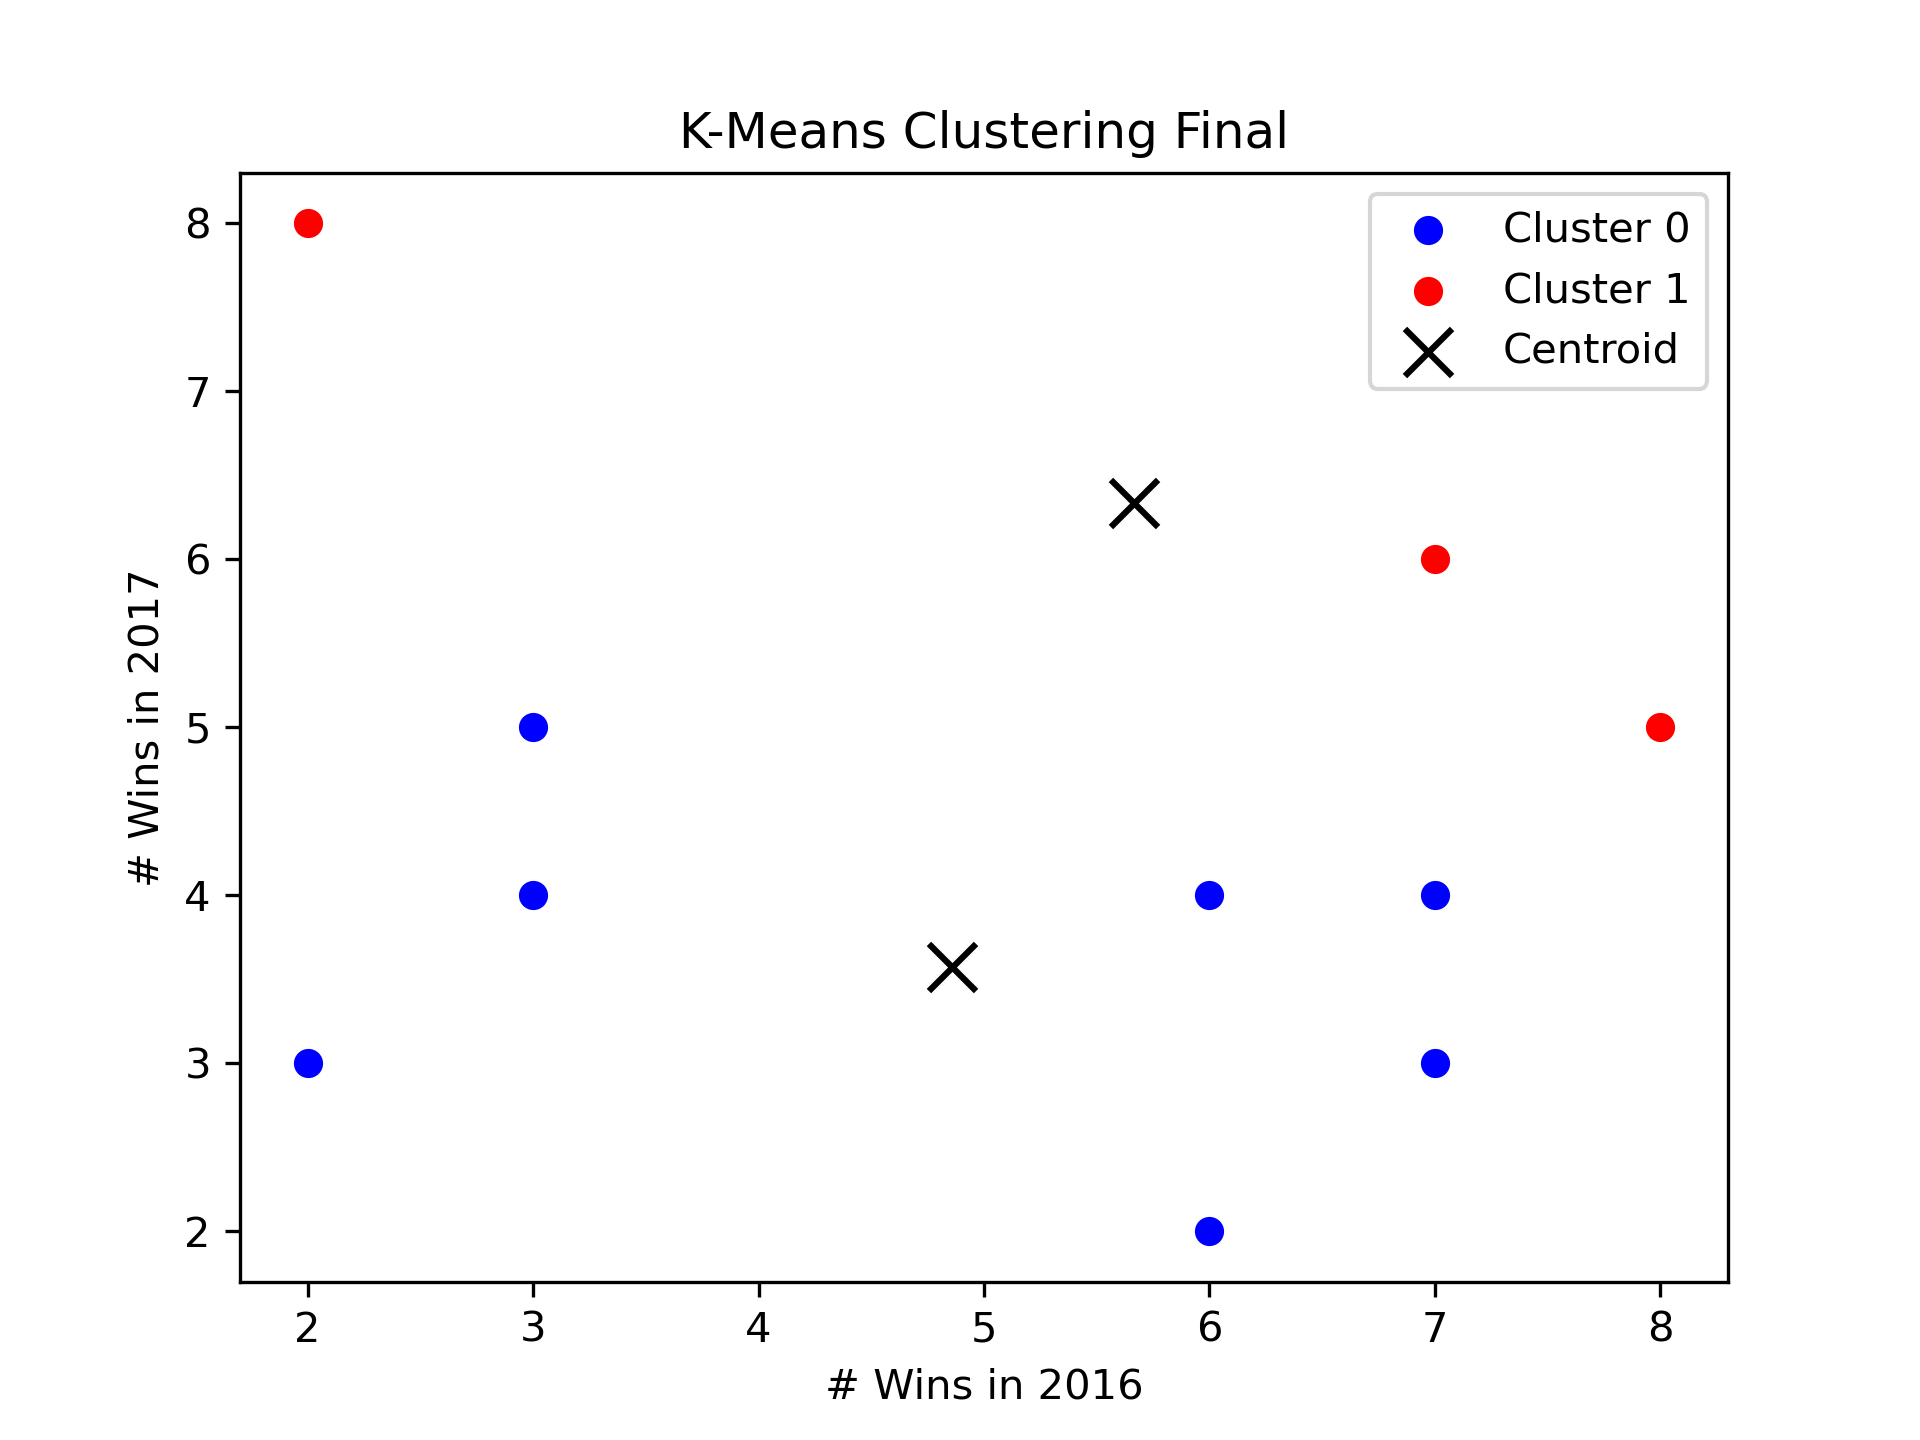 K-Means Clustering Final
Cluster 0
Cluster 1
Centroid
8
7
6
5
4
3
2
# Wins in 2017
2 3 4 5 6 7 8
# Wins in 2016